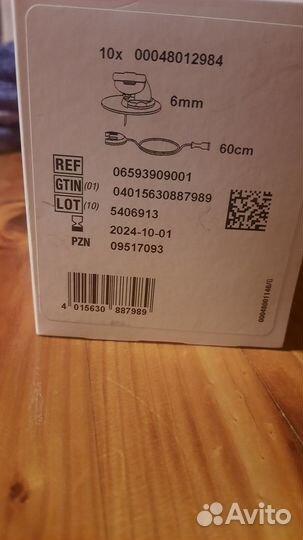 10x 00048012984
6mm
60cm
REF 06593909001
GTIN (01) 04015630887989
LOT (10) 5406913
2024-10-01
PZN 09517093
4 015630 887989
00048001148/G
Avito